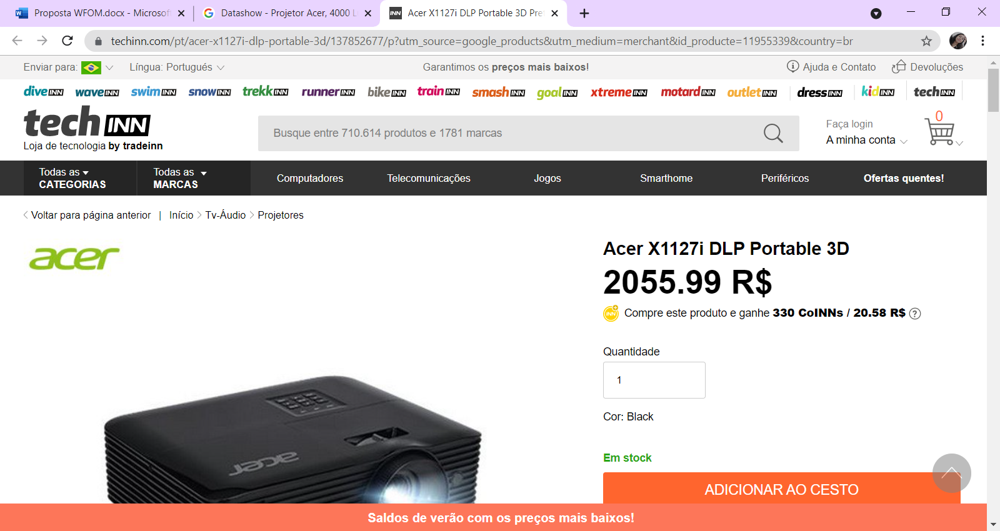 Proposta WFOM.docx - Microsof
Datashow - Projetor Acer, 4000 L
INN Acer X1127i DLP Portable 3D Pre
techinn.com/pt/acer-x1127i-dlp-portable-3d/137852677/p?utm_source=google_products&utm_medium=merchant&id_producte=11955339&country=br
Enviar para: Língua: Português Garantimos os preços mais baixos! Ajuda e Contato Devoluções
diveINN waveINN swimINN snowINN trekkINN runnerINN bikeINN trainINN smashINN goalINN xtremeINN motardINN outletINN dressINN kidINN techINN
tech INN
Loja de tecnologia by tradeinn
Busque entre 710.614 produtos e 1781 marcas
Faça login
A minha conta
0
Todas as
CATEGORIAS
Todas as
MARCAS
Computadores Telecomunicações Jogos Smarthome Periféricos Ofertas quentes!
Voltar para página anterior | Início > Tv-Áudio > Projetores
acer
Acer X1127i DLP Portable 3D
2055.99 R$
INN Compre este produto e ganhe 330 CoINNs / 20.58 R$ ?
Quantidade
1
Cor: Black
acer
Em stock
ADICIONAR AO CESTO
Saldos de verão com os preços mais baixos!